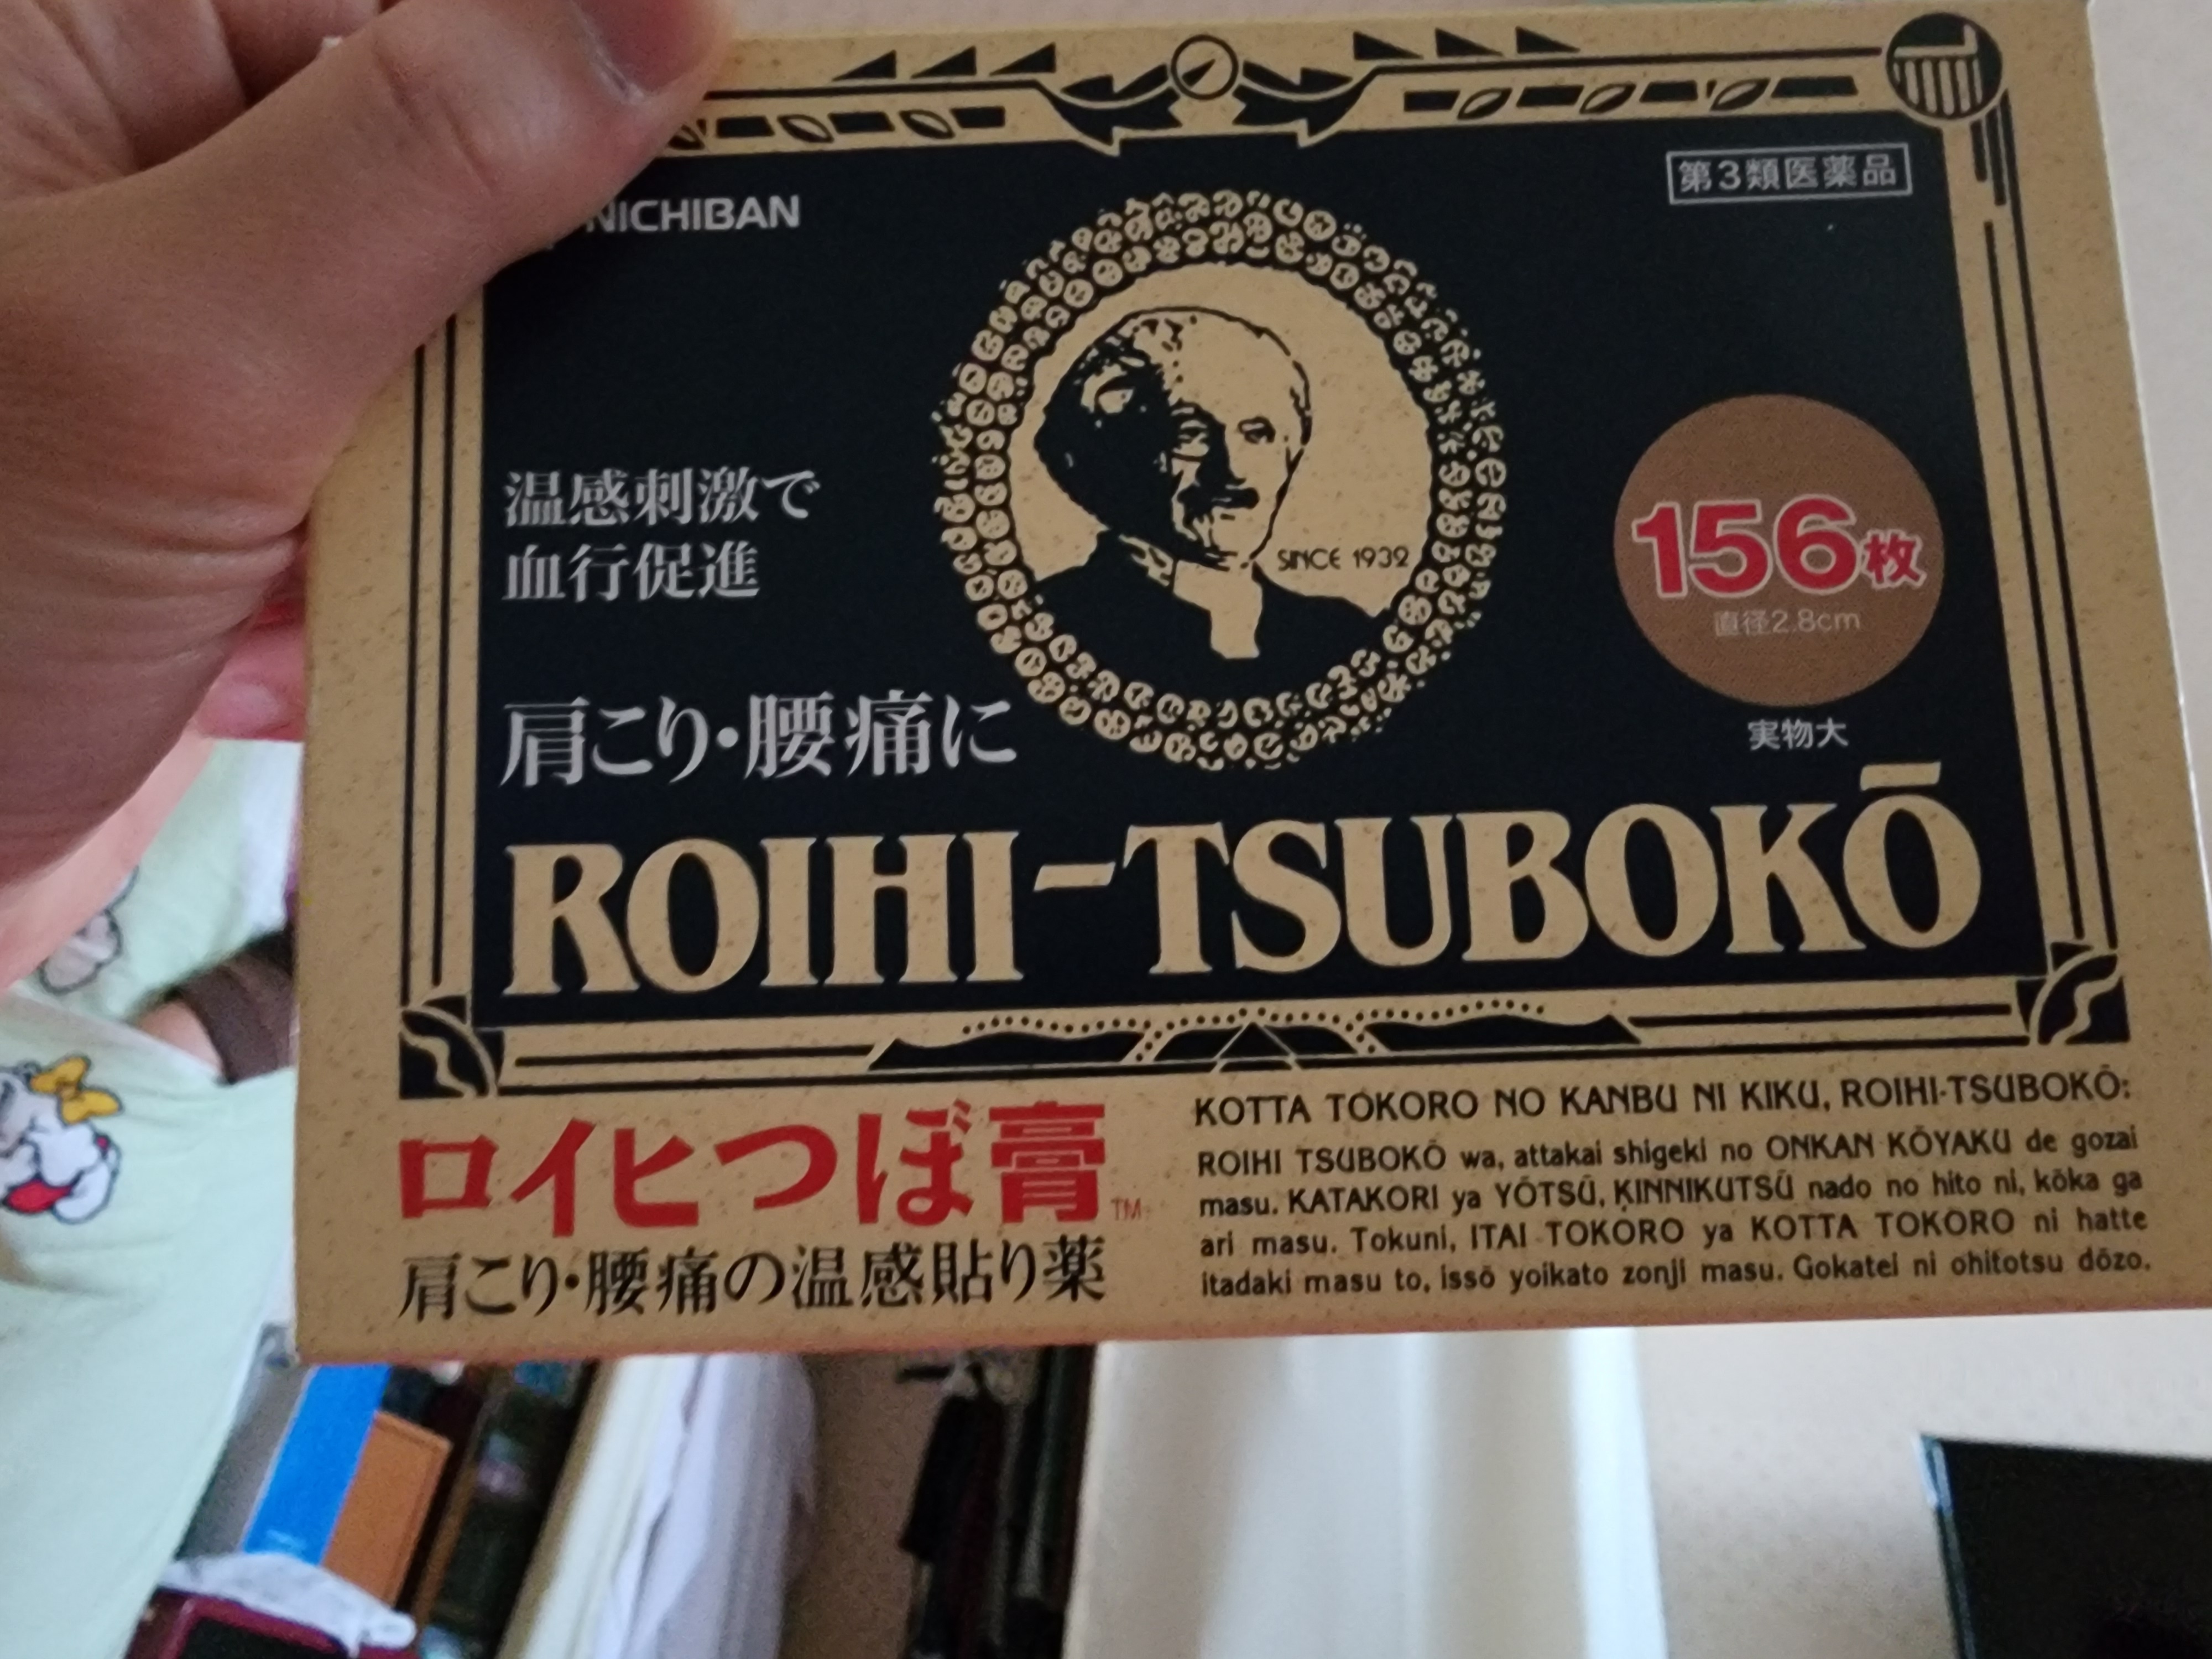 NICHIBAN
第3類医薬品
温感刺激で
血行促進
SINCE 1932
156枚
直径2.8cm
実物大
肩こり・腰痛に
ROIHI-TSUBOKŌ
ロイヒつぼ膏™
肩こり・腰痛の温感貼り薬
KOTTA TOKORO NO KANBU NI KIKU, ROIHI-TSUBOKŌ:
ROIHI TSUBOKŌ wa, attakai shigeki no ONKAN KŌYAKU de gozai
masu. KATAKORI ya YŌTSŪ, KINNIKUTSŪ nado no hito ni, kōka ga
ari masu. Tokuni, ITAI TOKORO ya KOTTA TOKORO ni hatte
itadaki masu to, issō yoikato zonji masu. Gokatei ni ohitotsu dōzo.